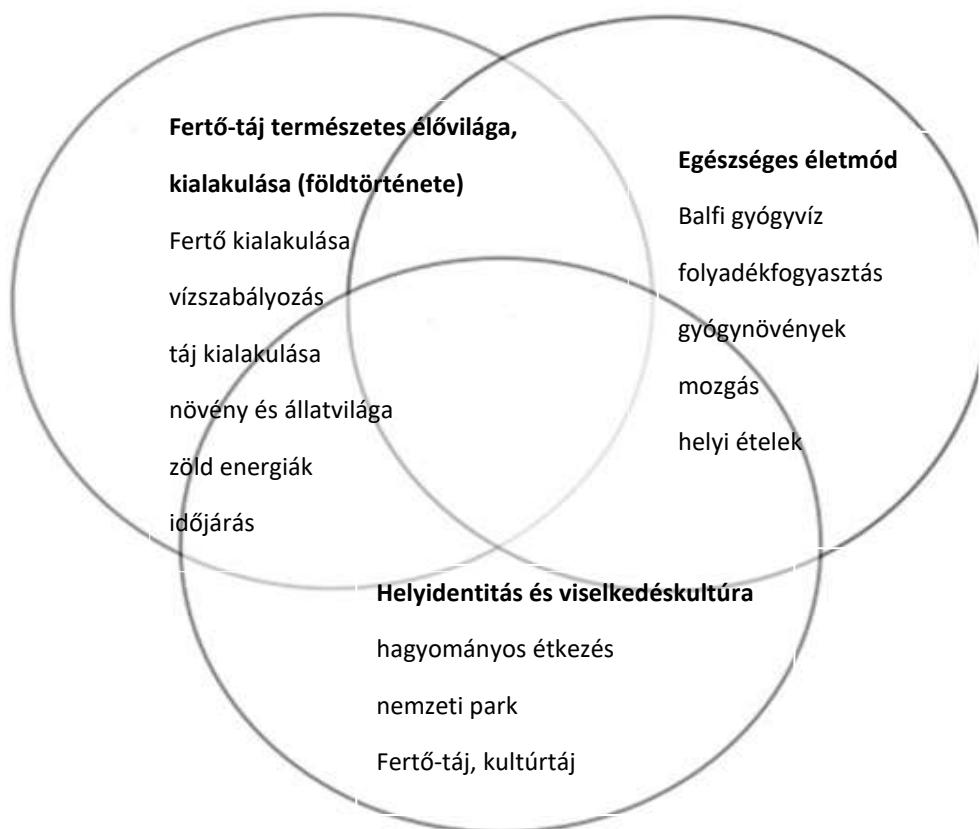 Fertő-táj természetes élővilága,
kialakulása (földtörténete)
Fertő kialakulása
vízszabályozás
táj kialakulása
növény és állatvilága
zöld energiák
időjárás
Egészséges életmód
Balfi gyógyvíz
folyadékfogyasztás
gyógynövények
mozgás
helyi ételek
Helyidentitás és viselkedéskultúra
hagyományos étkezés
nemzeti park
Fertő-táj, kultúrtáj